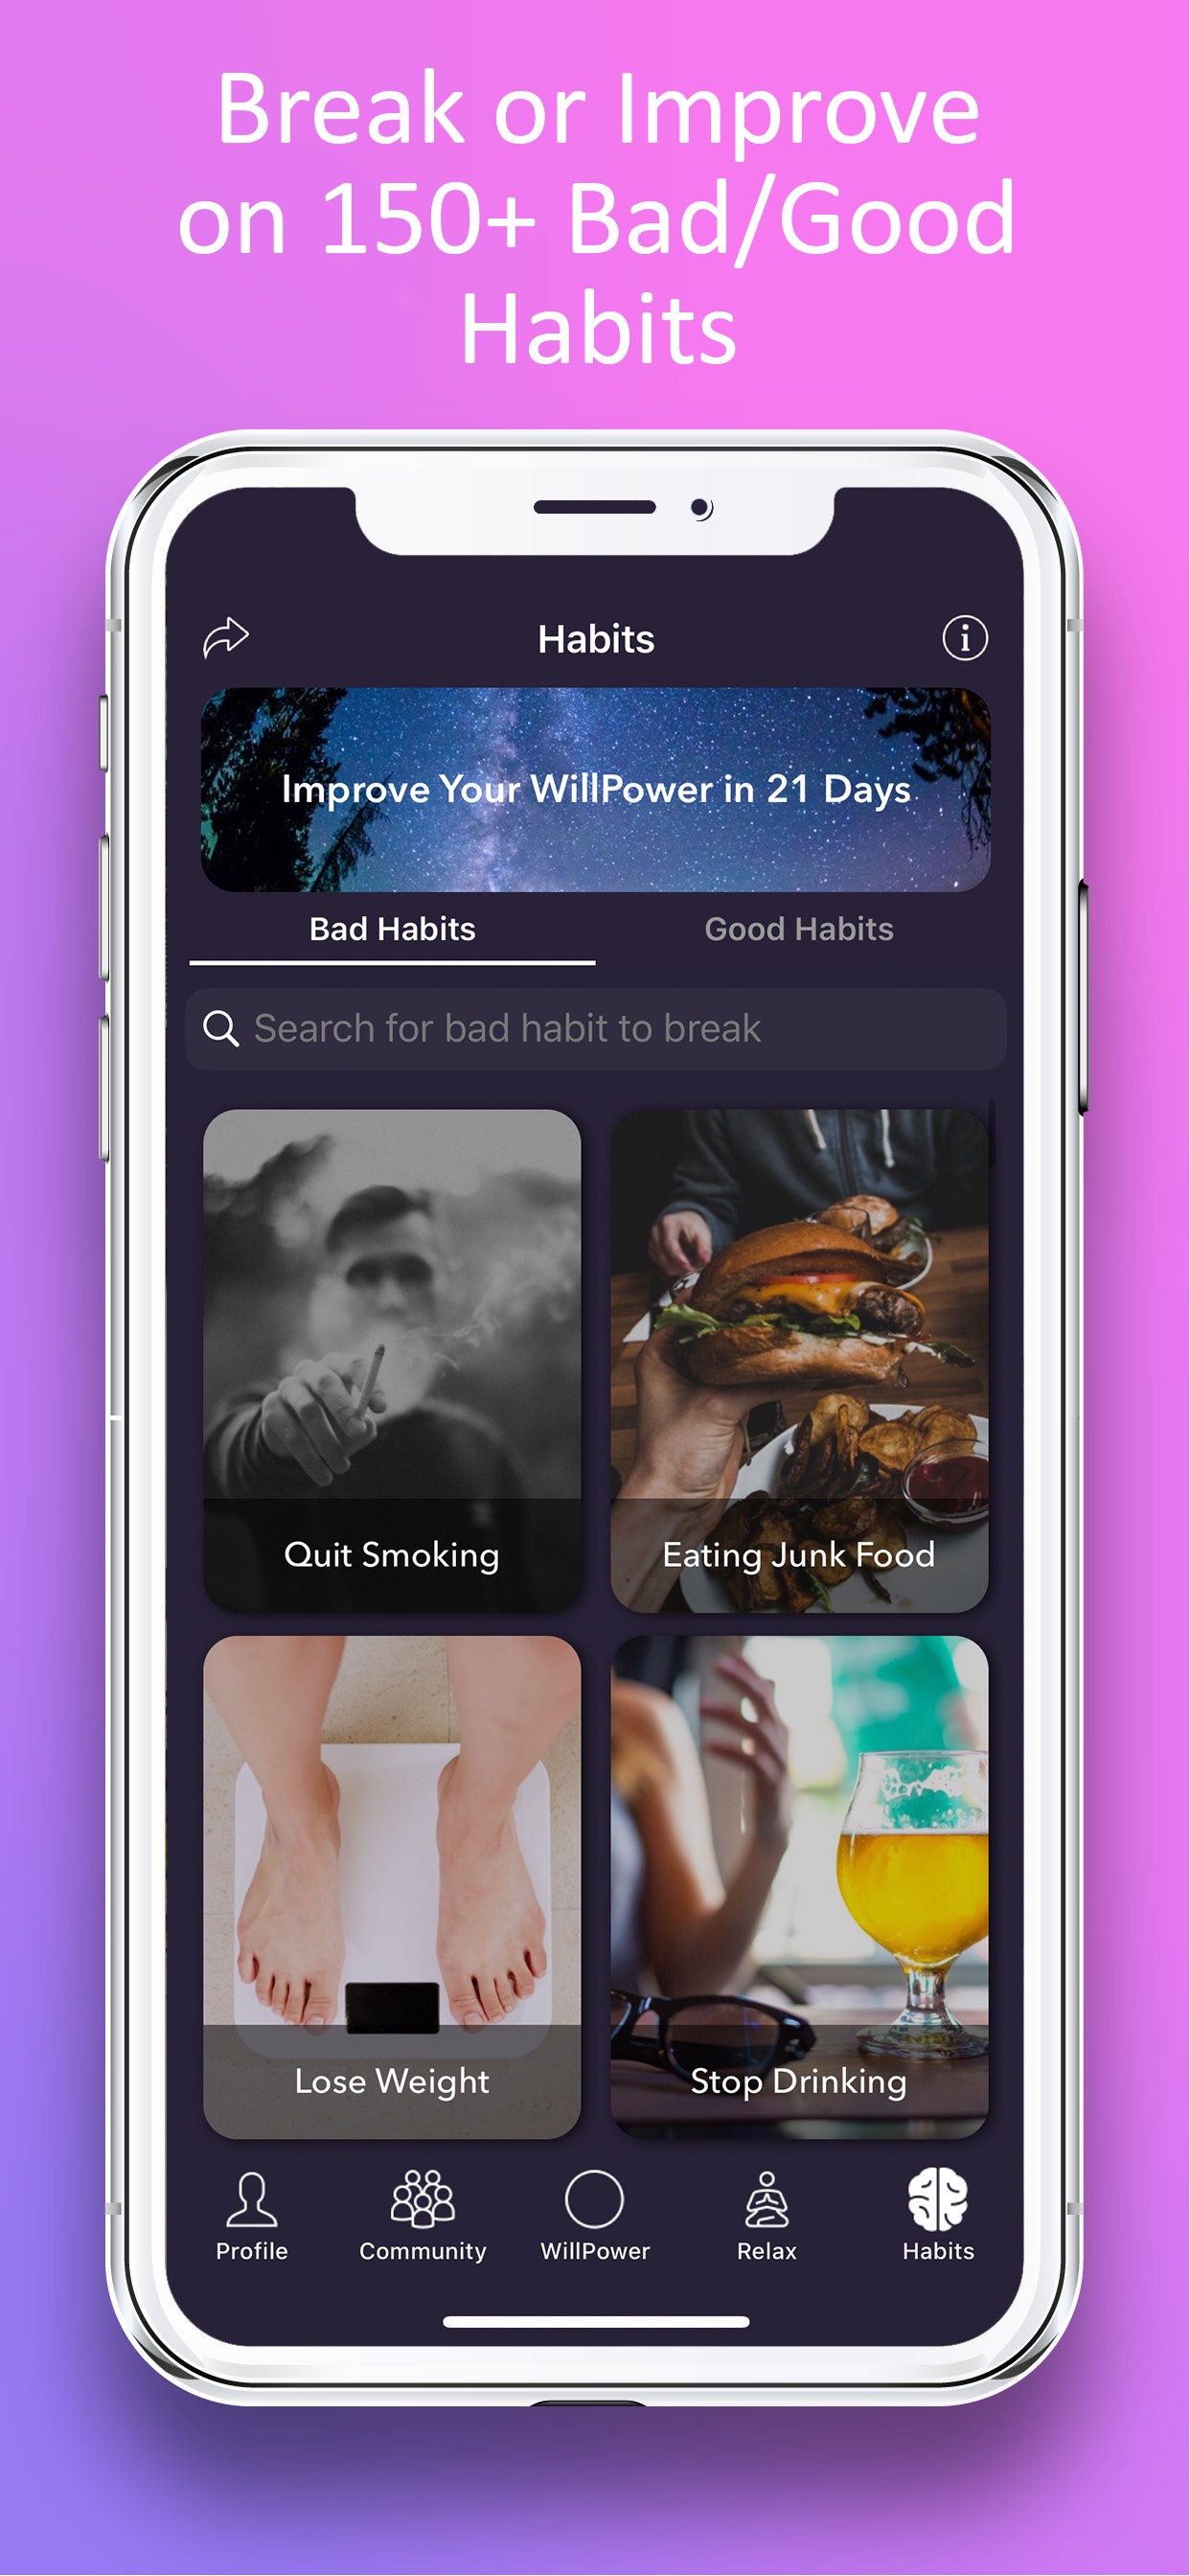 Break or Improve
on 150+ Bad/Good
Habits
Habits
Improve Your WillPower in 21 Days
Bad Habits
Good Habits
Search for bad habit to break
Quit Smoking
Eating Junk Food
Lose Weight
Stop Drinking
Profile
Community
WillPower
Relax
Habits